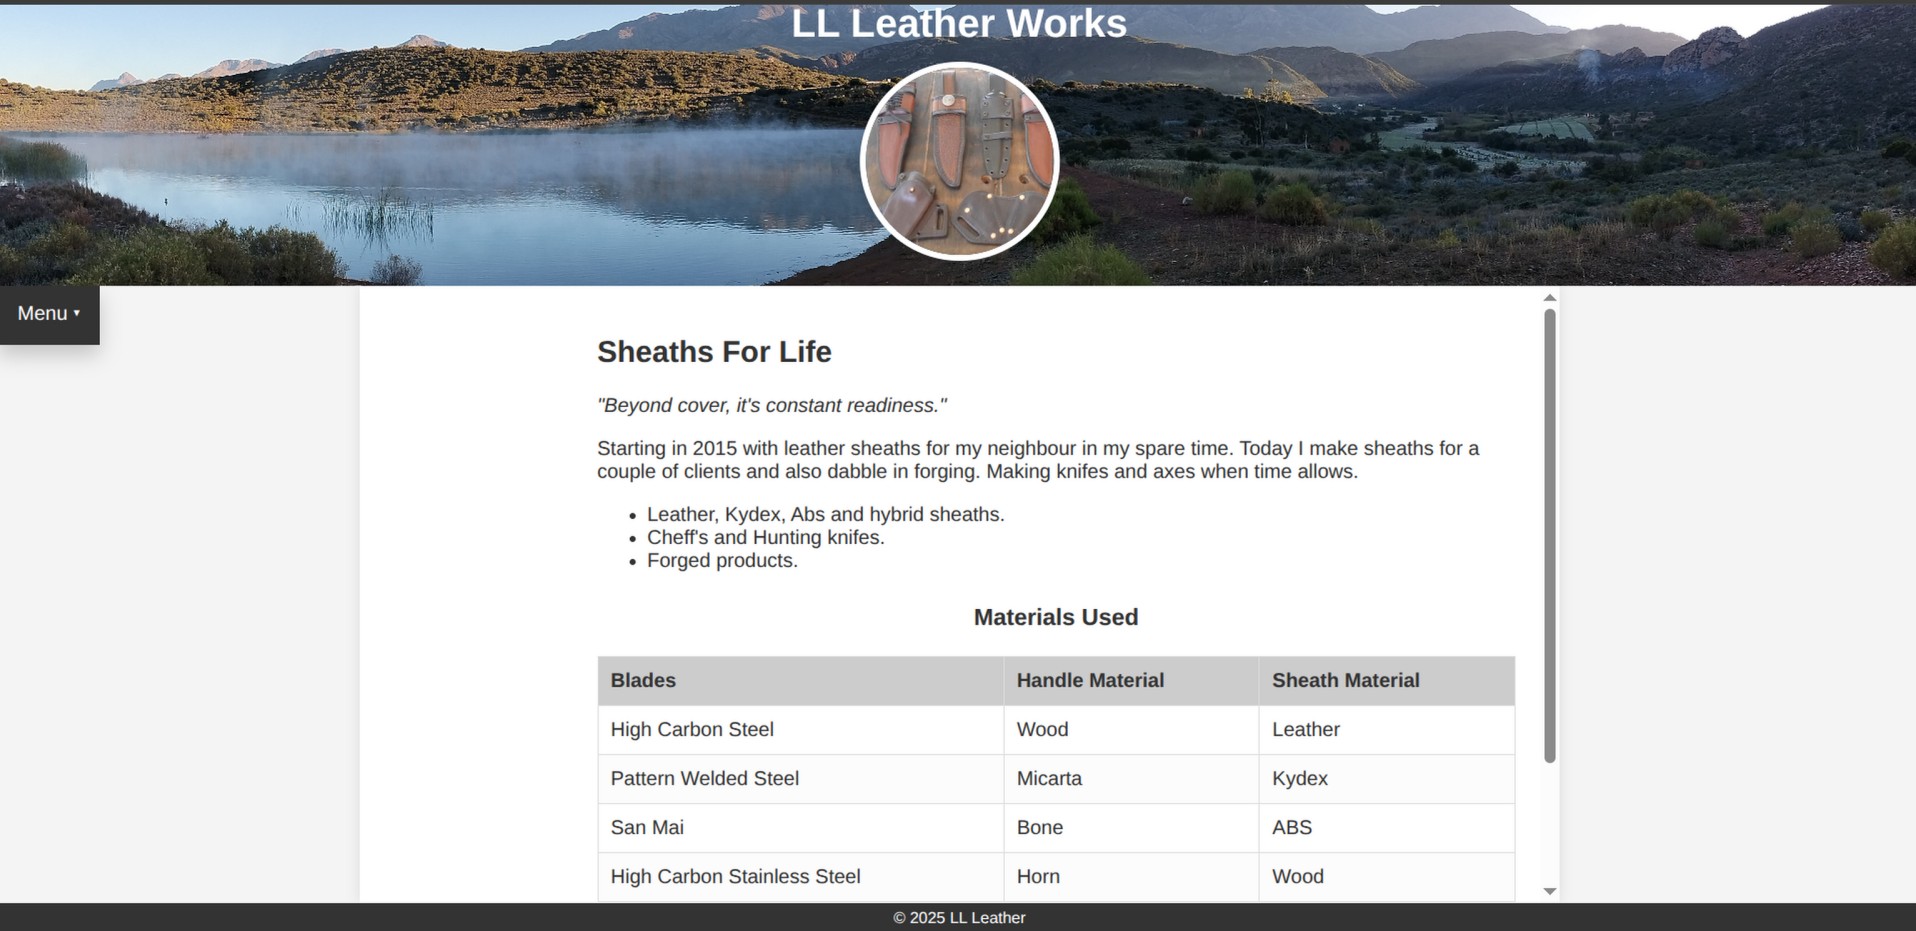 LL Leather Works
Menu ▾
Sheaths For Life
"Beyond cover, it's constant readiness."
Starting in 2015 with leather sheaths for my neighbour in my spare time. Today I make sheaths for a
couple of clients and also dabble in forging. Making knifes and axes when time allows.
• Leather, Kydex, Abs and hybrid sheaths.
• Cheff's and Hunting knifes.
• Forged products.
Materials Used
Blades Handle Material Sheath Material
High Carbon Steel Wood Leather
Pattern Welded Steel Micarta Kydex
San Mai Bone ABS
High Carbon Stainless Steel Horn Wood
© 2025 LL Leather